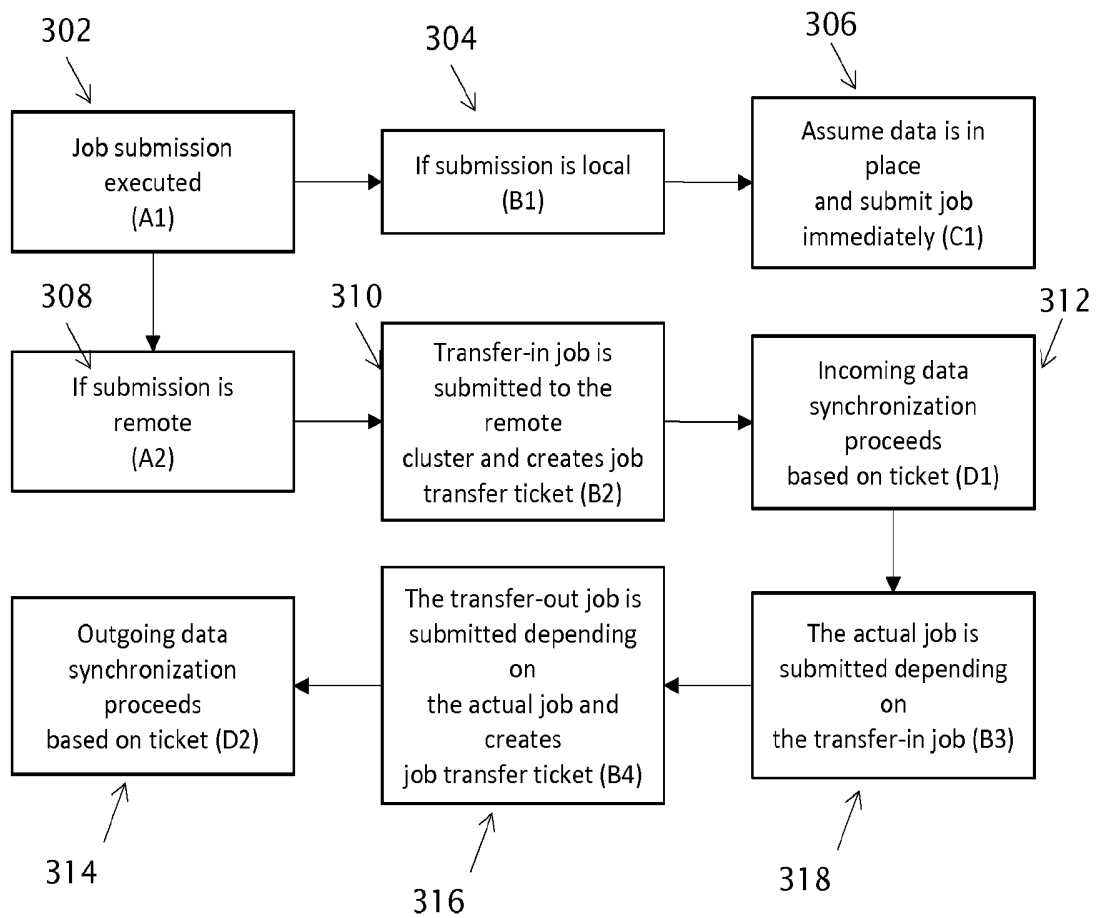 302
304
306
Job submission
executed
(A1)
If submission is local
(B1)
Assume data is in
place
and submit job
immediately (C1)
308
310
312
If submission is
remote
(A2)
Transfer-in job is
submitted to the
remote
cluster and creates job
transfer ticket (B2)
Incoming data
synchronization
proceeds
based on ticket (D1)
Outgoing data
synchronization
proceeds
based on ticket (D2)
The transfer-out job is
submitted depending
on
the actual job and
creates
job transfer ticket (B4)
The actual job is
submitted depending
on
the transfer-in job (B3)
314
316
318